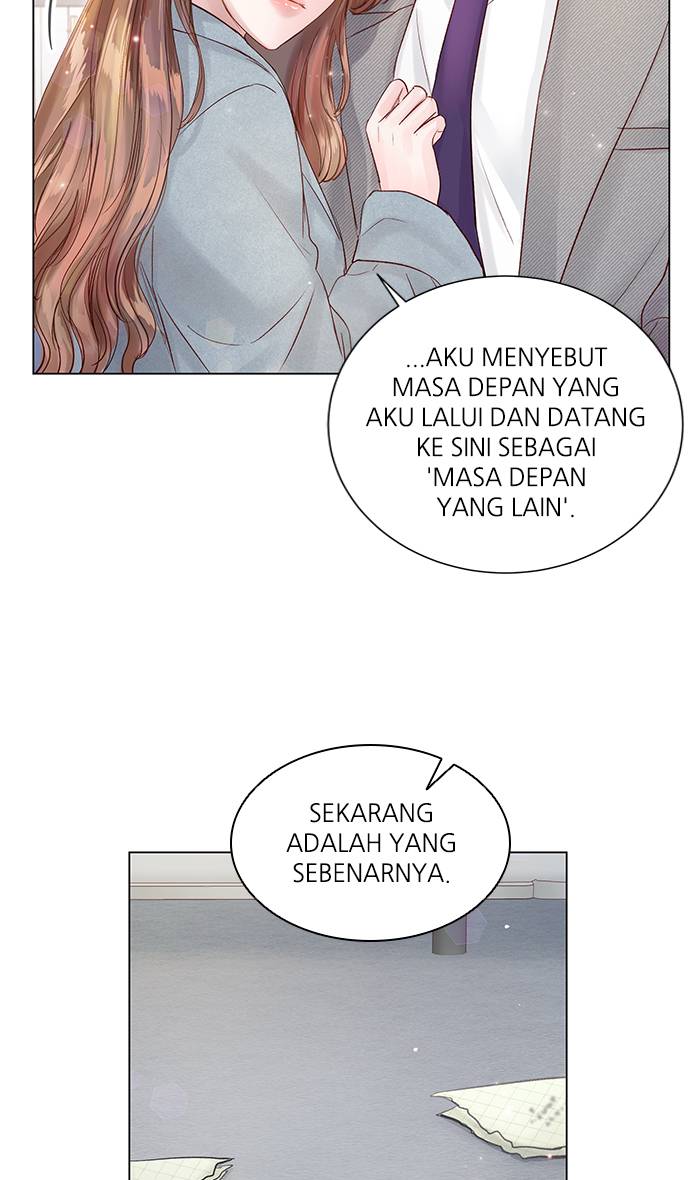 ...AKU MENYEBUT
MASA DEPAN YANG
AKU LALUI DAN DATANG
KE SINI SEBAGAI
'MASA DEPAN
YANG LAIN'.
SEKARANG
ADALAH YANG
SEBENARNYA.